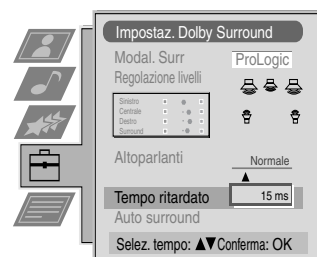 Impostaz. Dolby Surround
Modal. Surr ProLogic
Regolazione livelli
Sinistro
Centrale
Destro
Surround
Altoparlanti Normale
Tempo ritardato 15 ms
Auto surround
Selez. tempo: ▲▼Conferma: OK